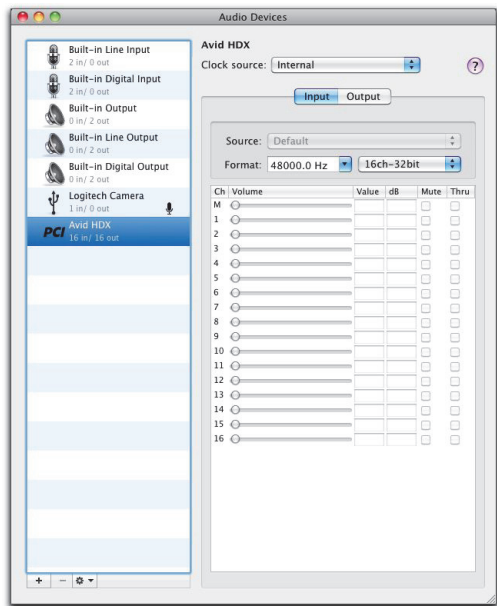 Audio Devices
Built-in Line Input
2 in/ 0 out
Built-in Digital Input
2 in/ 0 out
Built-in Output
0 in/ 2 out
Built-in Line Output
0 in/ 2 out
Built-in Digital Output
0 in/ 2 out
Logitech Camera
1 in/ 0 out
PCI
Avid HDX
16 in/ 16 out
+ −
Avid HDX
Clock source: Internal
?
Input Output
Source: Default
Format: 48000.0 Hz 16ch-32bit
Ch Volume Value dB Mute Thru
M
1
2
3
4
5
6
7
8
9
10
11
12
13
14
15
16